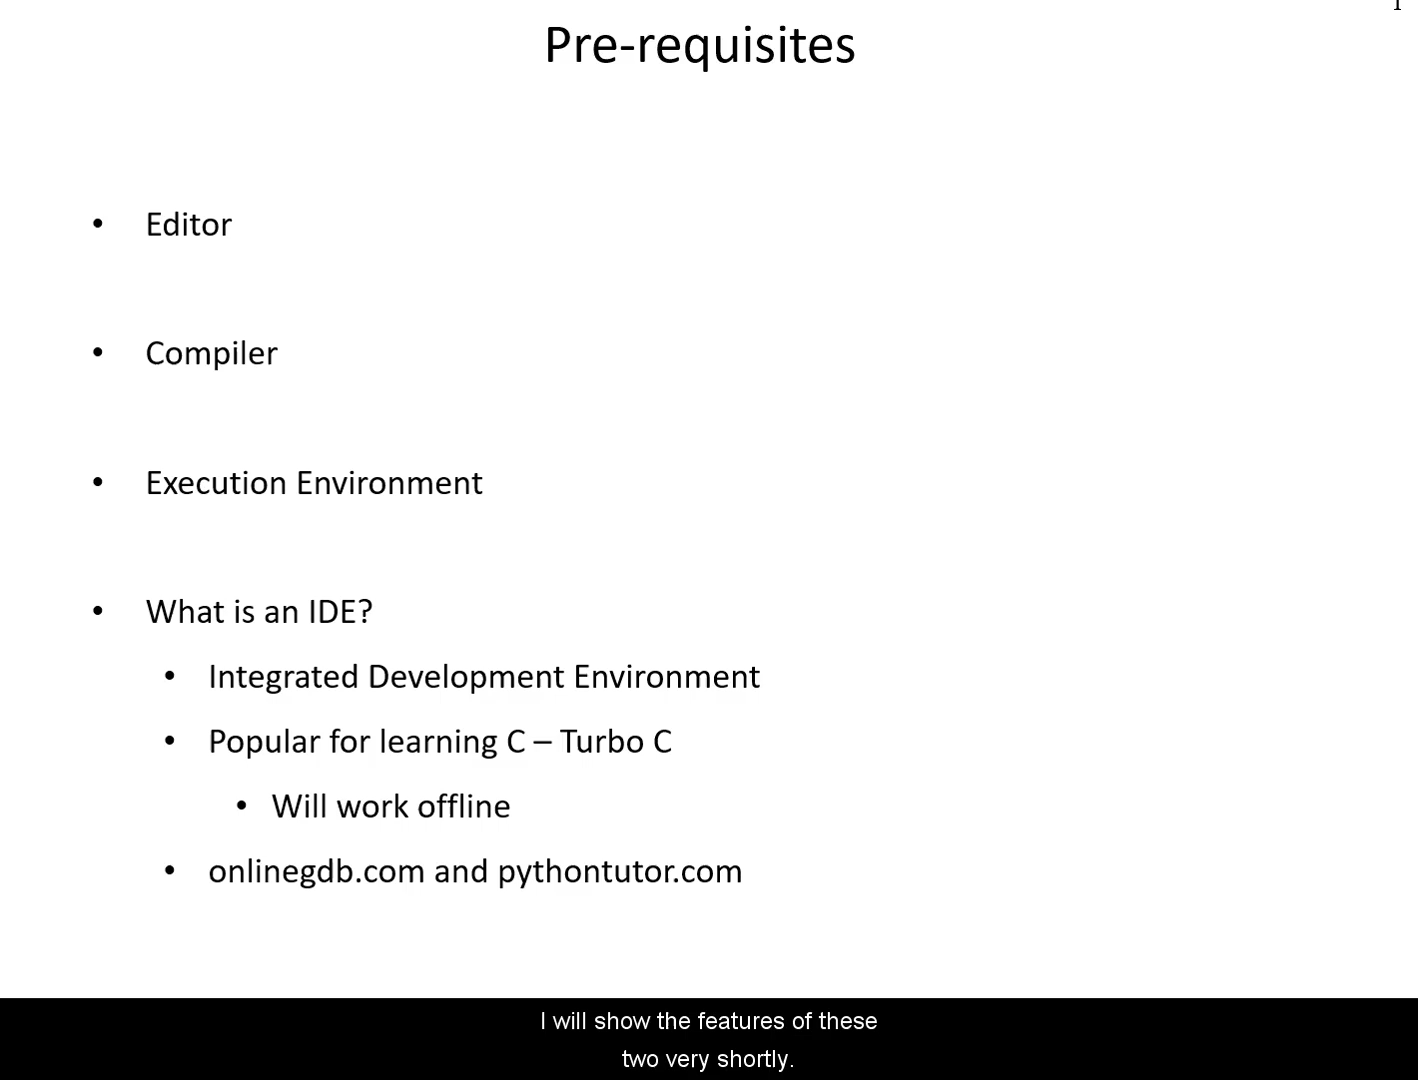 1
Pre-requisites
• Editor
• Compiler
• Execution Environment
• What is an IDE?
• Integrated Development Environment
• Popular for learning C – Turbo C
• Will work offline
• onlinegdb.com and pythontutor.com
I will show the features of these
two very shortly.